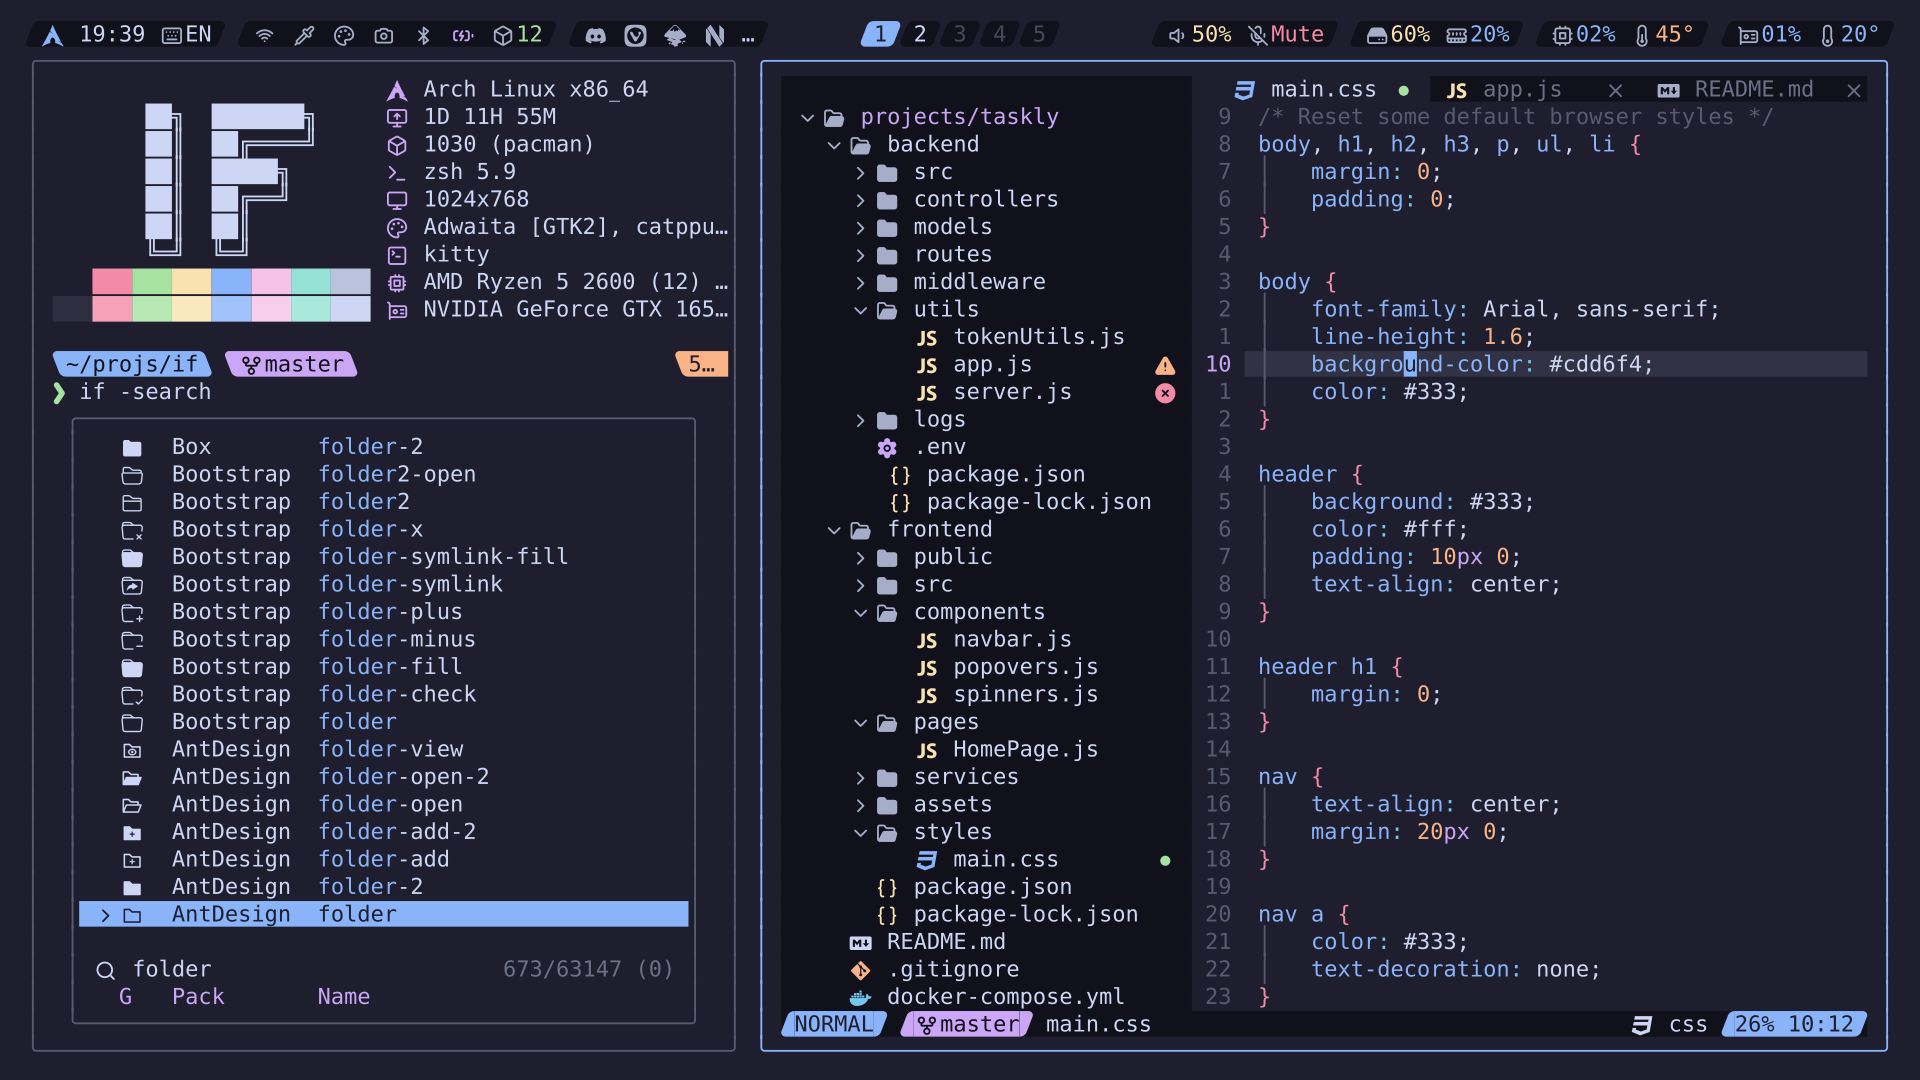 19:39 EN 12 …
1 2 3 4 5
50% Mute 60% 20% 02% 45° 01% 20°
IF
Arch Linux x86_64
1D 11H 55M
1030 (pacman)
zsh 5.9
1024x768
Adwaita [GTK2], catppu…
kitty
AMD Ryzen 5 2600 (12) …
NVIDIA GeForce GTX 165…
~/projs/if master 5…
❯ if -search
Box folder-2
Bootstrap folder2-open
Bootstrap folder2
Bootstrap folder-x
Bootstrap folder-symlink-fill
Bootstrap folder-symlink
Bootstrap folder-plus
Bootstrap folder-minus
Bootstrap folder-fill
Bootstrap folder-check
Bootstrap folder
AntDesign folder-view
AntDesign folder-open-2
AntDesign folder-open
AntDesign folder-add-2
AntDesign folder-add
AntDesign folder-2
> AntDesign folder
folder 673/63147 (0)
G Pack Name
projects/taskly
backend
src
controllers
models
routes
middleware
utils
JS tokenUtils.js
JS app.js
JS server.js
logs
.env
{} package.json
{} package-lock.json
frontend
public
src
components
JS navbar.js
JS popovers.js
JS spinners.js
pages
JS HomePage.js
services
assets
styles
main.css
{} package.json
{} package-lock.json
README.md
.gitignore
docker-compose.yml
main.css ● JS app.js × README.md ×
9 /* Reset some default browser styles */
8 body, h1, h2, h3, p, ul, li {
7 margin: 0;
6 padding: 0;
5 }
4
3 body {
2 font-family: Arial, sans-serif;
1 line-height: 1.6;
10 background-color: #cdd6f4;
1 color: #333;
2 }
3
4 header {
5 background: #333;
6 color: #fff;
7 padding: 10px 0;
8 text-align: center;
9 }
10
11 header h1 {
12 margin: 0;
13 }
14
15 nav {
16 text-align: center;
17 margin: 20px 0;
18 }
19
20 nav a {
21 color: #333;
22 text-decoration: none;
23 }
NORMAL master main.css css 26% 10:12